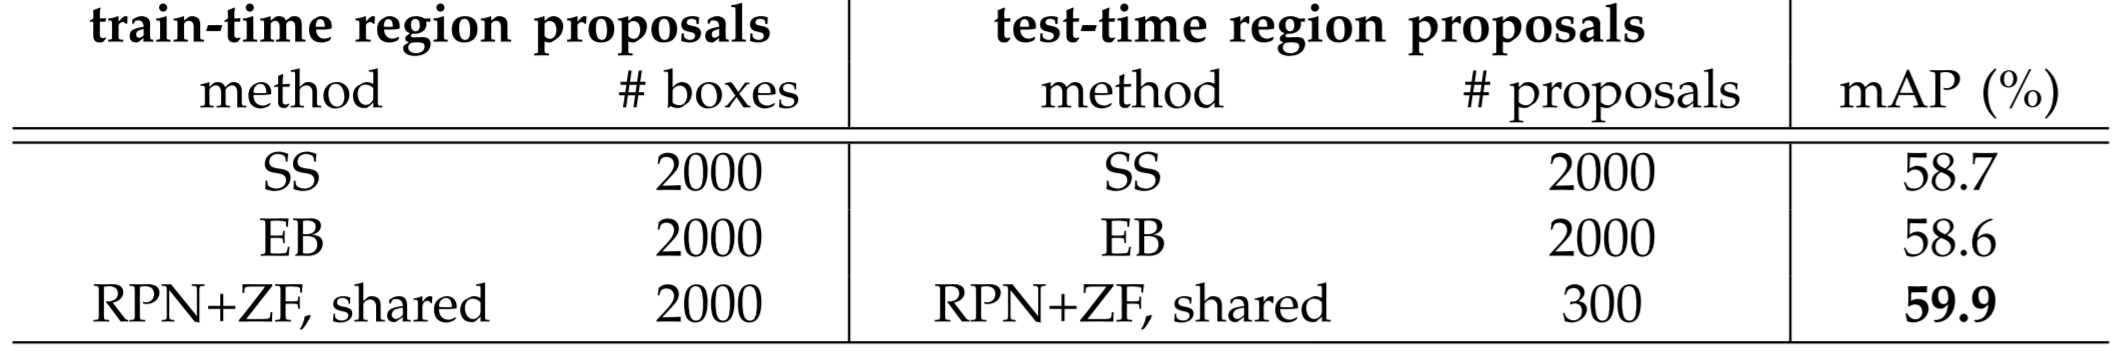 train-time region proposals test-time region proposals
method # boxes method # proposals mAP (%)
SS 2000 SS 2000 58.7
EB 2000 EB 2000 58.6
RPN+ZF, shared 2000 RPN+ZF, shared 300 59.9